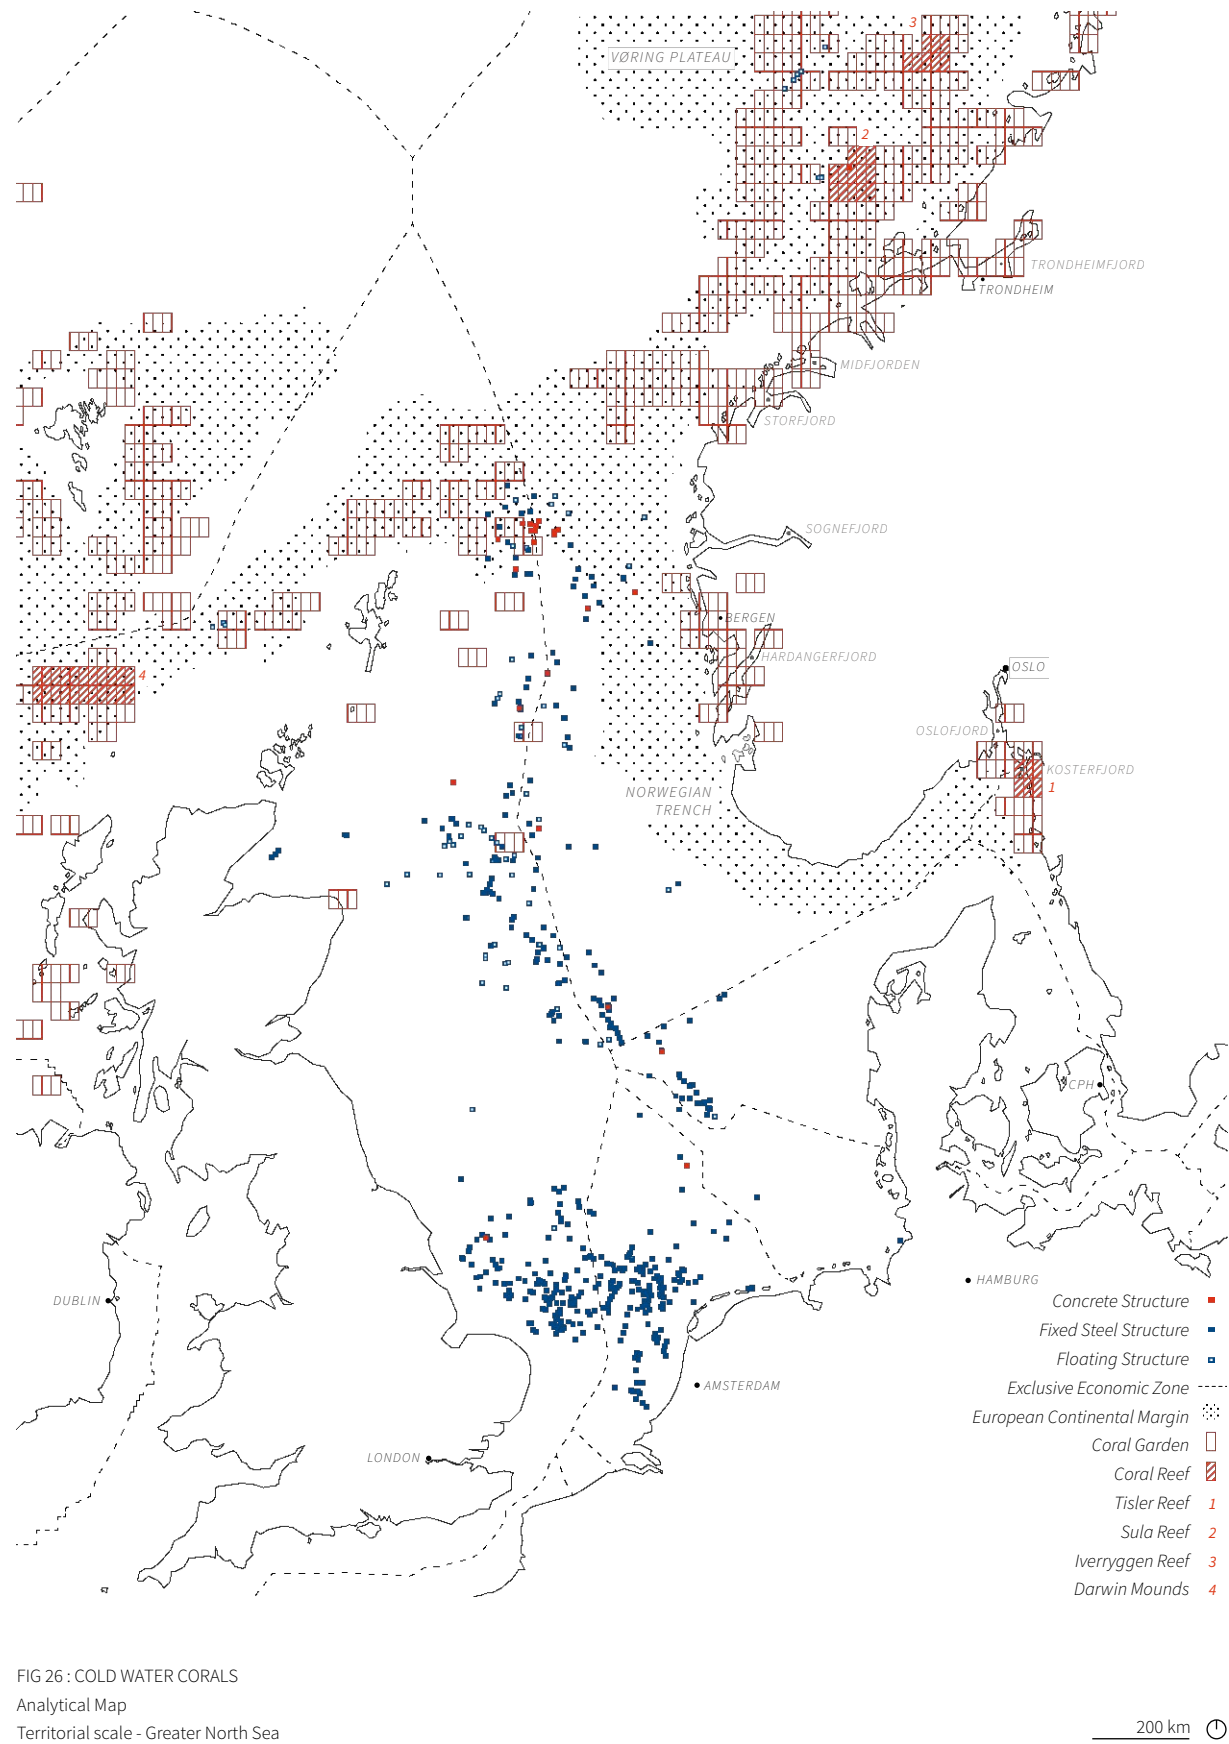 3
VØRING PLATEAU
2
TRONDHEIMFJORD
TRONDHEIM
MIDFJORDEN
STORFJORD
SOGNEFJORD
BERGEN
HARDANGERFJORD
OSLO
4
OSLOFJORD
KOSTERFJORD
1
NORWEGIAN
TRENCH
CPH
HAMBURG
DUBLIN
AMSTERDAM
LONDON
Concrete Structure
Fixed Steel Structure
Floating Structure
Exclusive Economic Zone
European Continental Margin
Coral Garden
Coral Reef
Tisler Reef 1
Sula Reef 2
Iverryggen Reef 3
Darwin Mounds 4
FIG 26 : COLD WATER CORALS
Analytical Map
Territorial scale - Greater North Sea
200 km